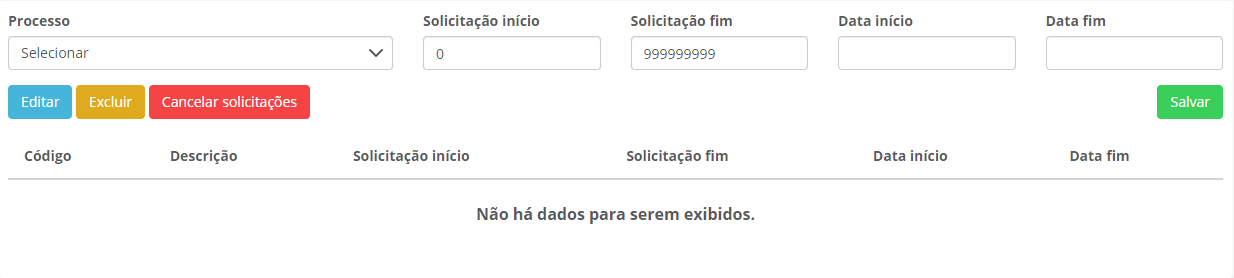 Processo Solicitação início Solicitação fim Data início Data fim
Selecionar 0 999999999
Editar Excluir Cancelar solicitações Salvar
Código Descrição Solicitação início Solicitação fim Data início Data fim
Não há dados para serem exibidos.